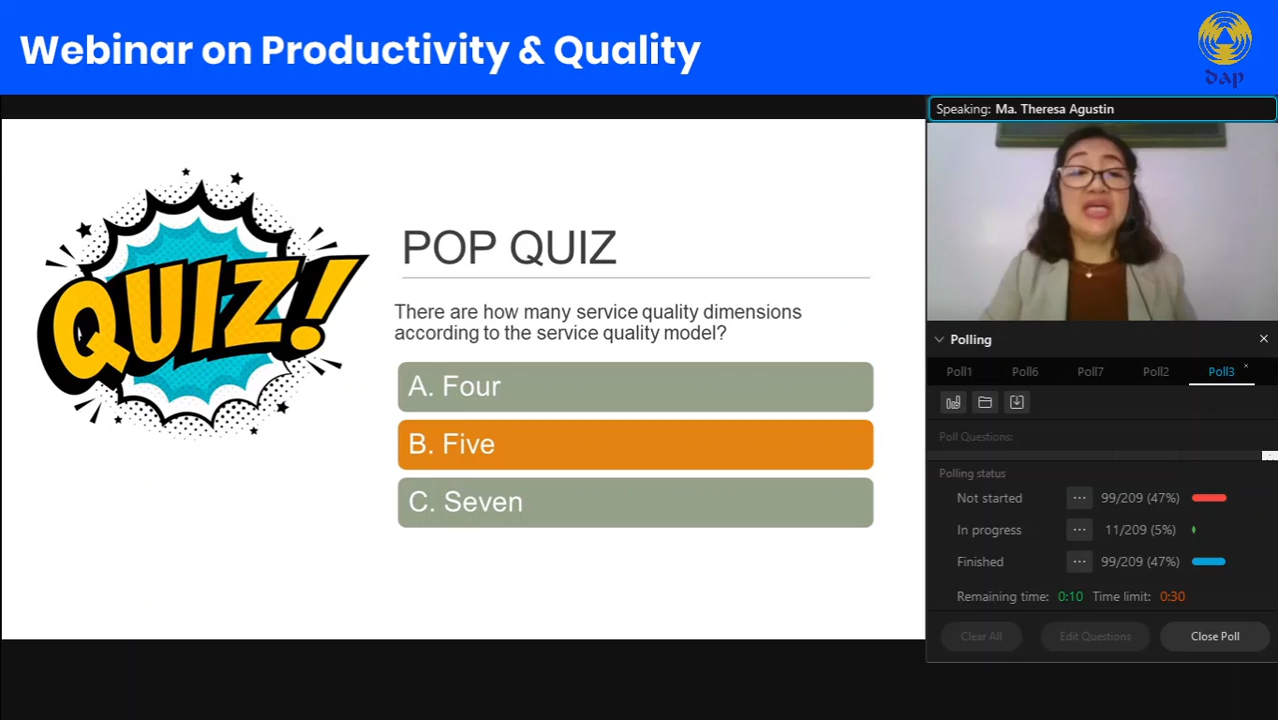 Webinar on Productivity & Quality
dap
Speaking: Ma. Theresa Agustin
QUIZ!
POP QUIZ
There are how many service quality dimensions
according to the service quality model?
A. Four
B. Five
C. Seven
Polling
Poll1 Poll6 Poll7 Poll2 Poll3
Poll Questions:
Polling status
Not started 99/209 (47%)
In progress 11/209 (5%)
Finished 99/209 (47%)
Remaining time: 0:10 Time limit: 0:30
Clear All Edit Questions Close Poll